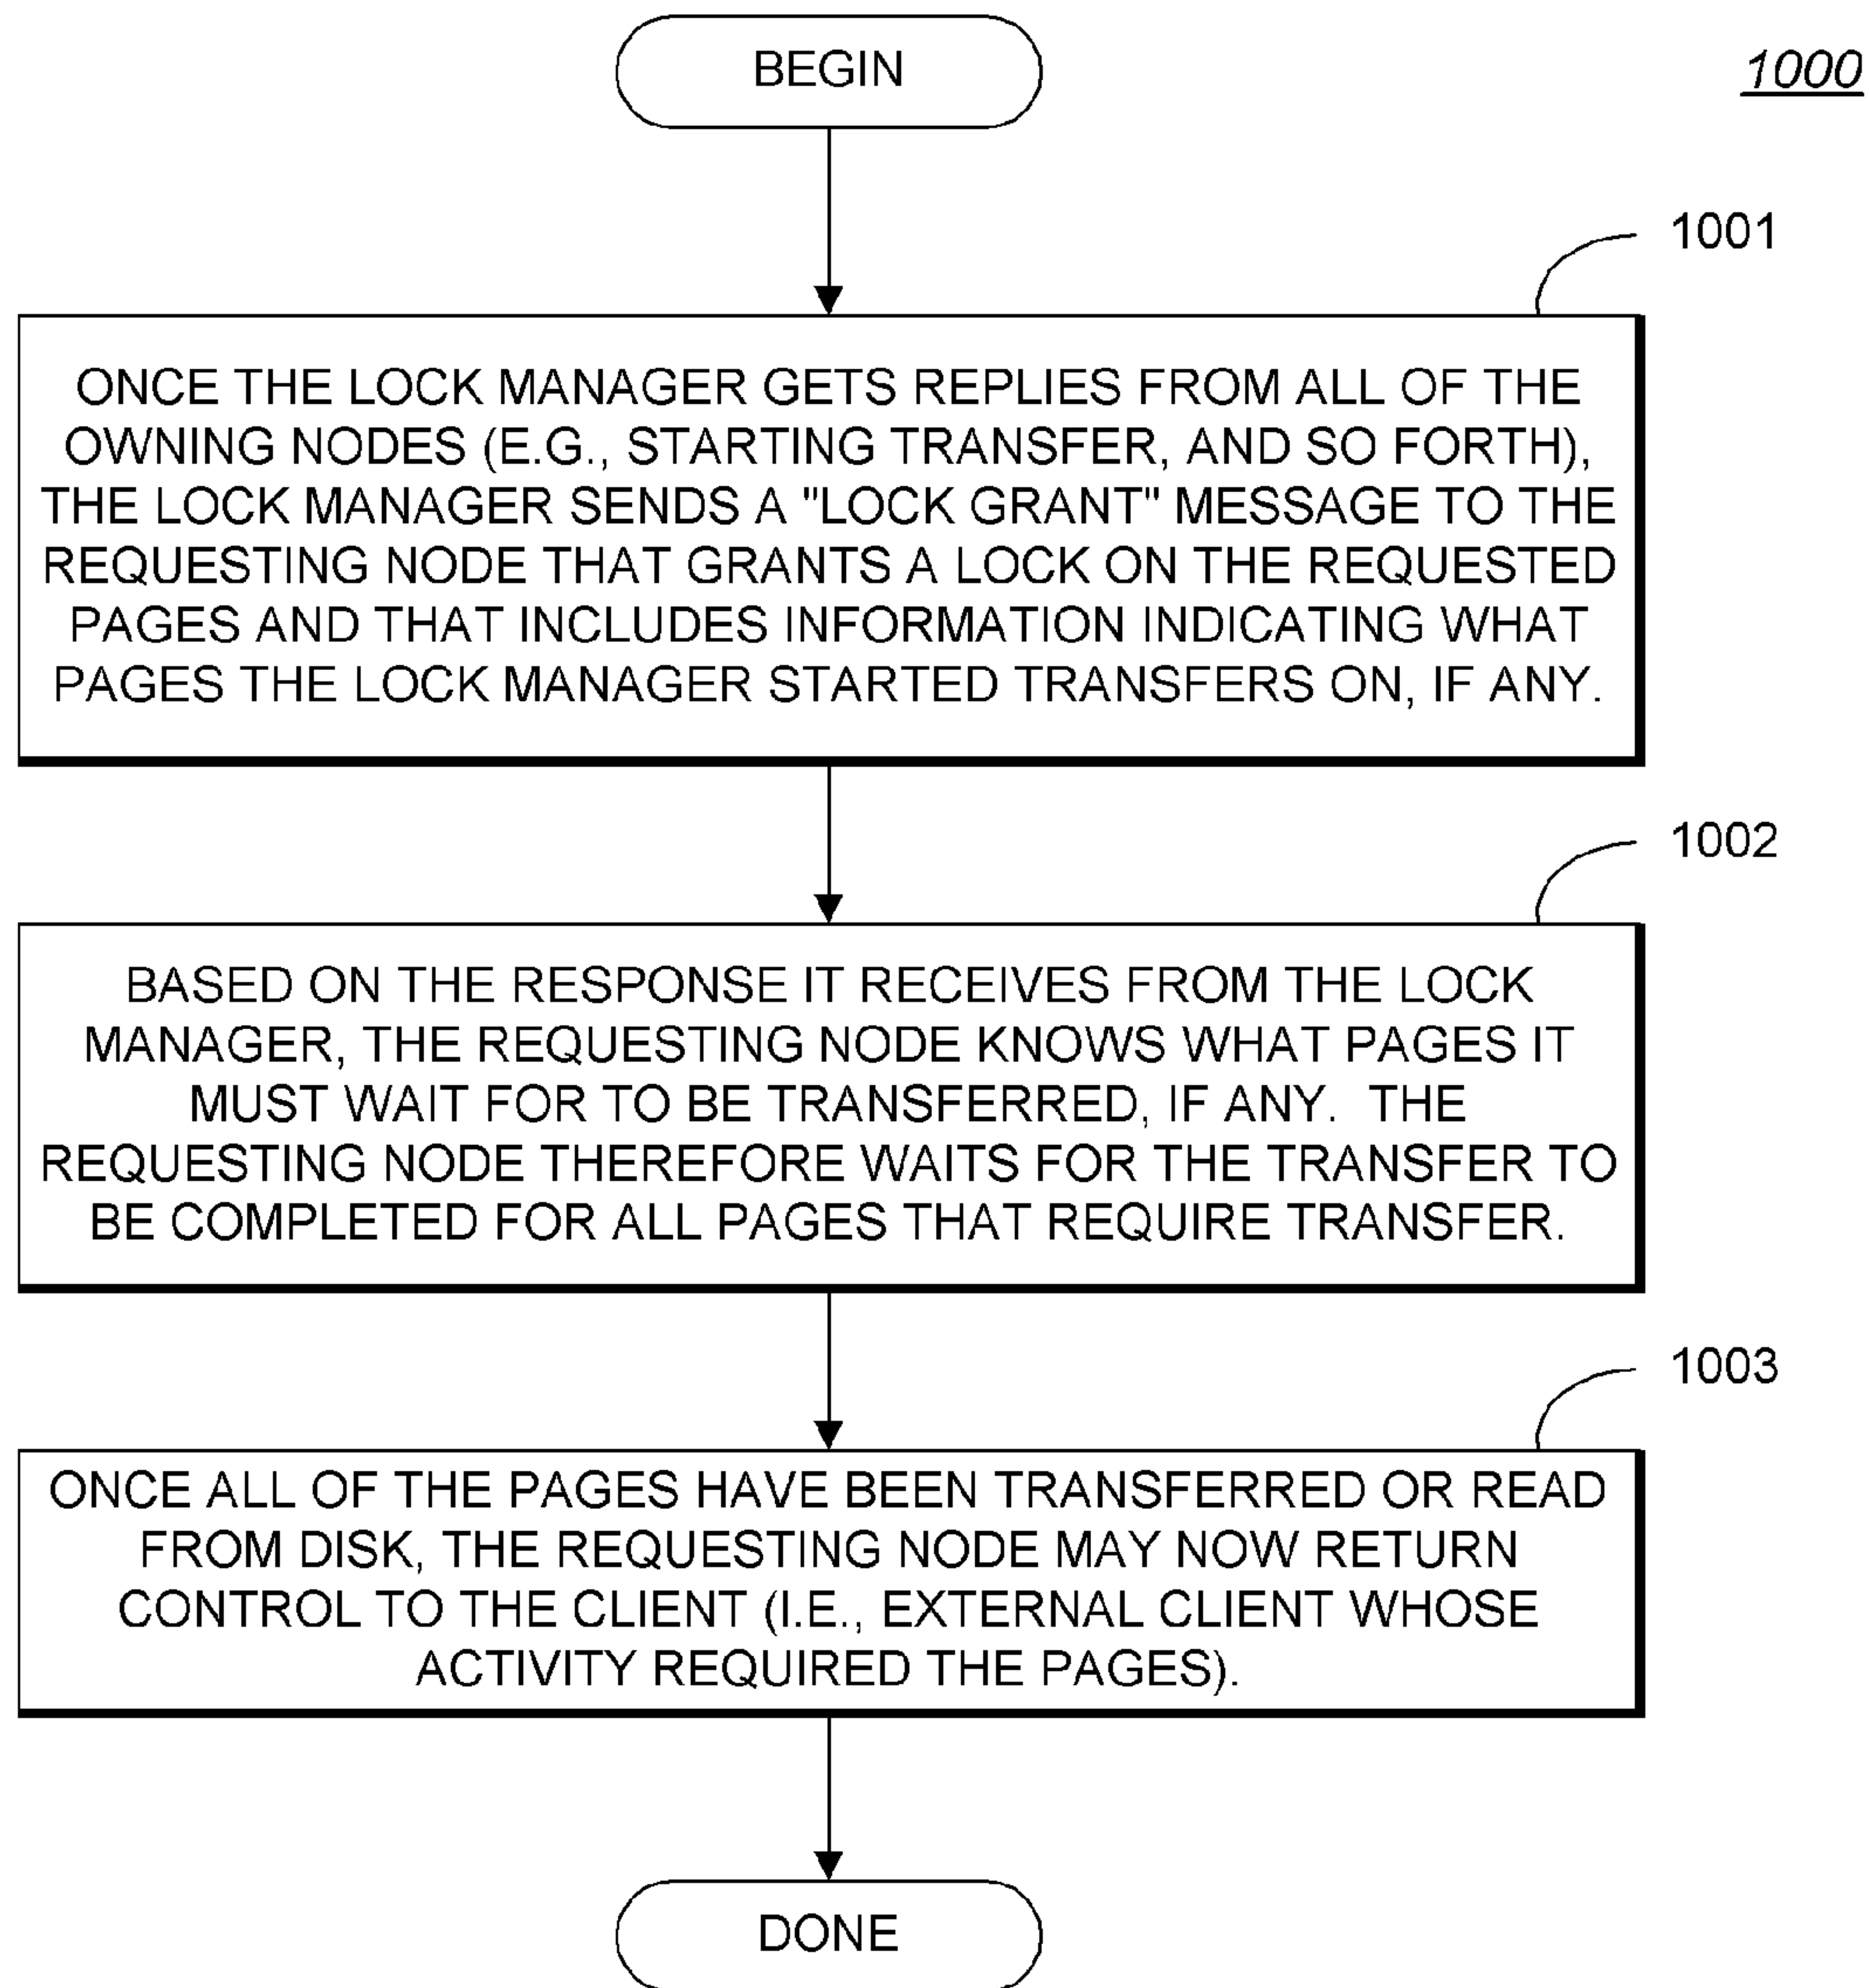 BEGIN
1000
1001
ONCE THE LOCK MANAGER GETS REPLIES FROM ALL OF THE
OWNING NODES (E.G., STARTING TRANSFER, AND SO FORTH),
THE LOCK MANAGER SENDS A "LOCK GRANT" MESSAGE TO THE
REQUESTING NODE THAT GRANTS A LOCK ON THE REQUESTED
PAGES AND THAT INCLUDES INFORMATION INDICATING WHAT
PAGES THE LOCK MANAGER STARTED TRANSFERS ON, IF ANY.
1002
BASED ON THE RESPONSE IT RECEIVES FROM THE LOCK
MANAGER, THE REQUESTING NODE KNOWS WHAT PAGES IT
MUST WAIT FOR TO BE TRANSFERRED, IF ANY. THE
REQUESTING NODE THEREFORE WAITS FOR THE TRANSFER TO
BE COMPLETED FOR ALL PAGES THAT REQUIRE TRANSFER.
1003
ONCE ALL OF THE PAGES HAVE BEEN TRANSFERRED OR READ
FROM DISK, THE REQUESTING NODE MAY NOW RETURN
CONTROL TO THE CLIENT (I.E., EXTERNAL CLIENT WHOSE
ACTIVITY REQUIRED THE PAGES).
DONE